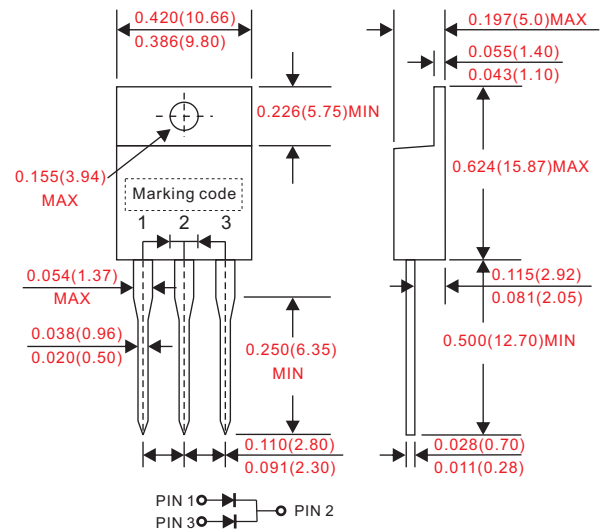 0.420(10.66)
0.386(9.80)
0.197(5.0)MAX
0.055(1.40)
0.043(1.10)
0.226(5.75)MIN
0.155(3.94)
MAX
0.624(15.87)MAX
Marking code
1 2 3
0.054(1.37)
MAX
0.115(2.92)
0.081(2.05)
0.038(0.96)
0.020(0.50)
0.250(6.35)
MIN
0.500(12.70)MIN
0.110(2.80)
0.091(2.30)
0.028(0.70)
0.011(0.28)
PIN 1
PIN 2
PIN 3